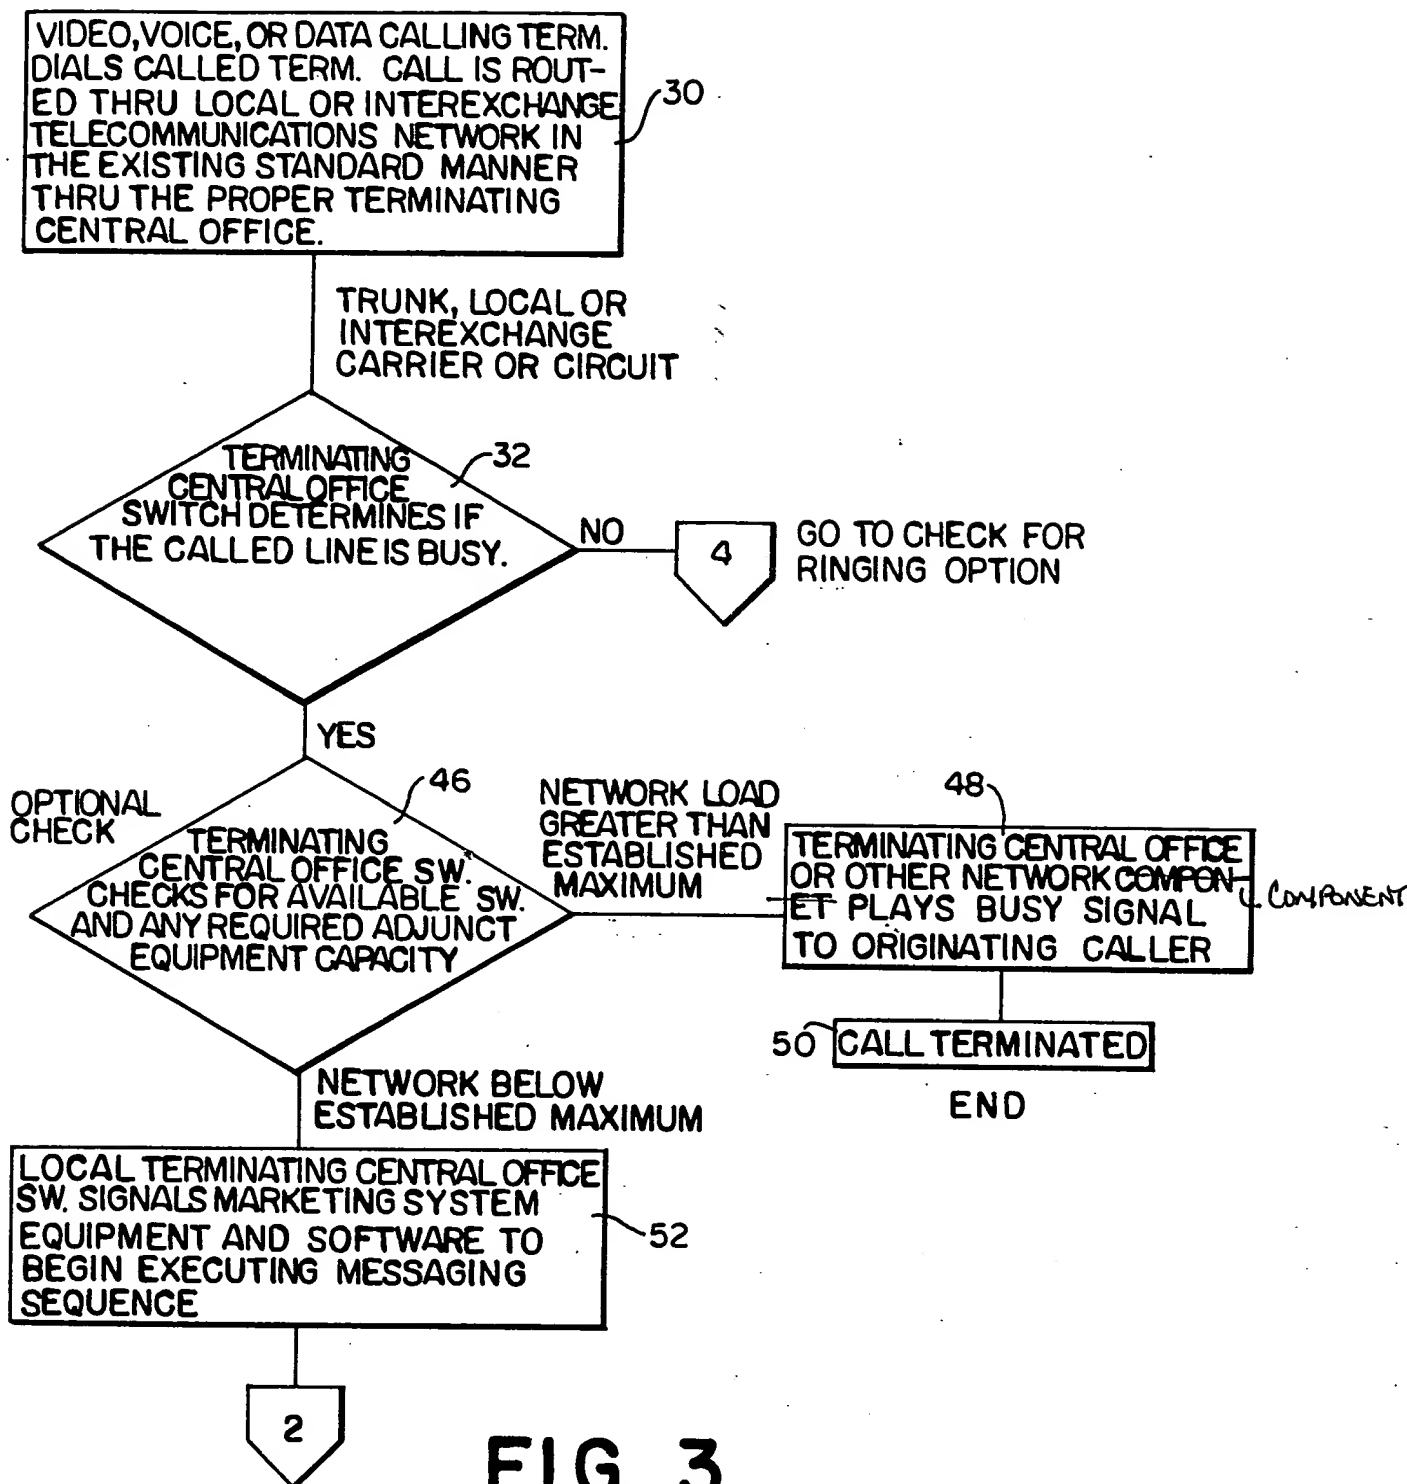 VIDEO, VOICE, OR DATA CALLING TERM.
DIALS CALLED TERM. CALL IS ROUT-
ED THRU LOCAL OR INTEREXCHANGE
TELECOMMUNICATIONS NETWORK IN
THE EXISTING STANDARD MANNER
THRU THE PROPER TERMINATING
CENTRAL OFFICE.
30
TRUNK, LOCAL OR
INTEREXCHANGE
CARRIER OR CIRCUIT
32
TERMINATING
CENTRAL OFFICE
SWITCH DETERMINES IF
THE CALLED LINE IS BUSY.
NO
4
GO TO CHECK FOR
RINGING OPTION
YES
OPTIONAL
CHECK
46
TERMINATING
CENTRAL OFFICE SW.
CHECKS FOR AVAILABLE SW.
AND ANY REQUIRED ADJUNCT
EQUIPMENT CAPACITY
NETWORK LOAD
GREATER THAN
ESTABLISHED
MAXIMUM
48
TERMINATING CENTRAL OFFICE
OR OTHER NETWORK COMPON-
ET PLAYS BUSY SIGNAL
TO ORIGINATING CALLER
COMPONENT
50
CALL TERMINATED
END
NETWORK BELOW
ESTABLISHED MAXIMUM
LOCAL TERMINATING CENTRAL OFFICE
SW. SIGNALS MARKETING SYSTEM
EQUIPMENT AND SOFTWARE TO
BEGIN EXECUTING MESSAGING
SEQUENCE
52
2
FIG. 3